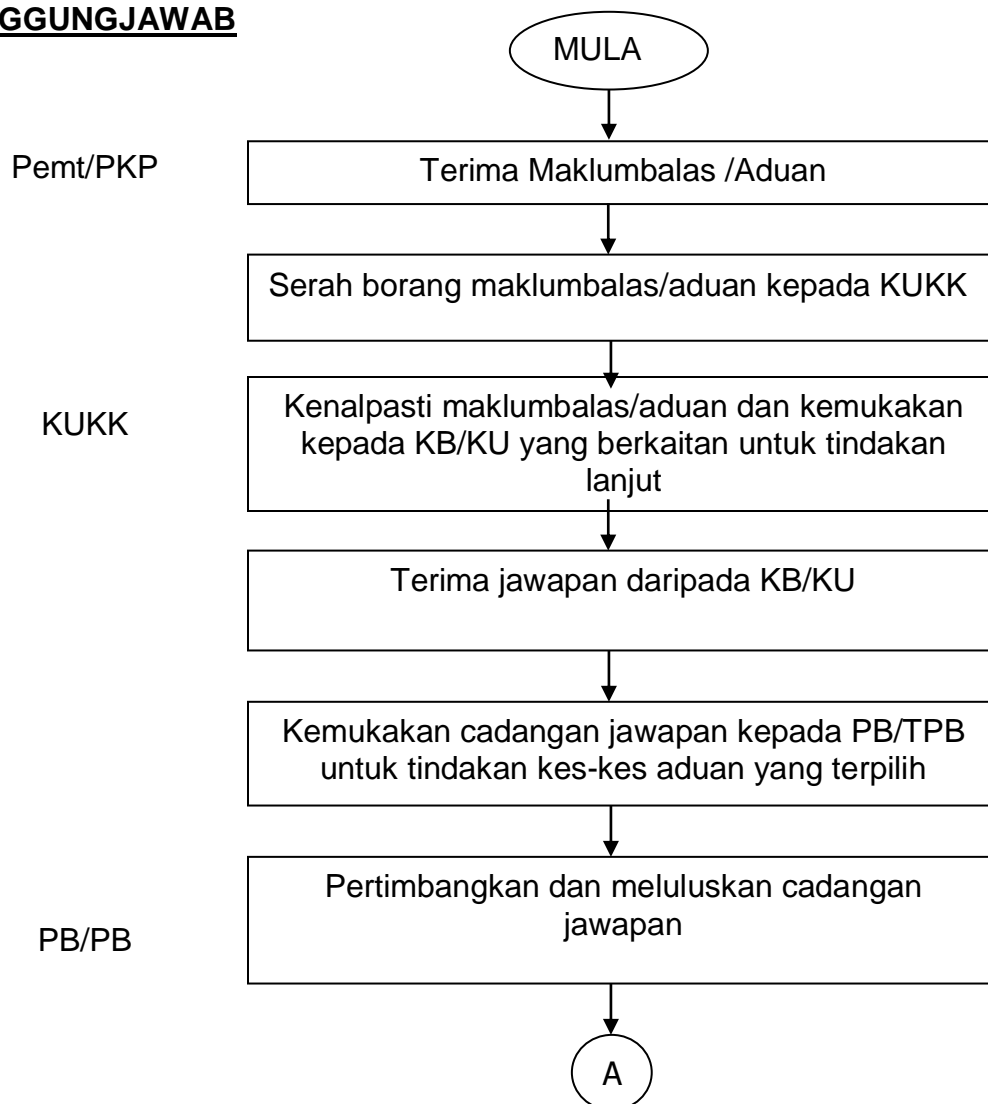 GGUNGJAWAB
MULA
Pemt/PKP
Terima Maklumbalas /Aduan
Serah borang maklumbalas/aduan kepada KUKK
KUKK
Kenalpasti maklumbalas/aduan dan kemukakan
kepada KB/KU yang berkaitan untuk tindakan
lanjut
Terima jawapan daripada KB/KU
Kemukakan cadangan jawapan kepada PB/TPB
untuk tindakan kes-kes aduan yang terpilih
PB/PB
Pertimbangkan dan meluluskan cadangan
jawapan
A